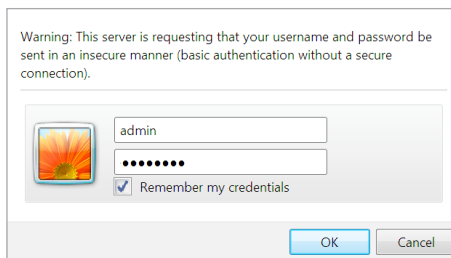 Warning: This server is requesting that your username and password be
sent in an insecure manner (basic authentication without a secure
connection).
admin
●●●●●●●●
Remember my credentials
OK
Cancel